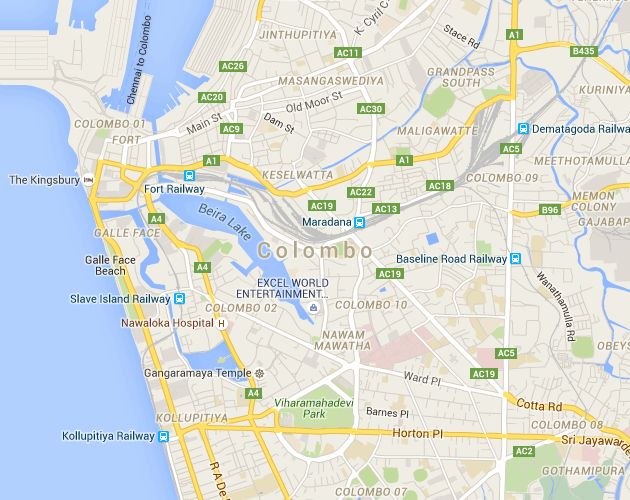 JINTHUPITIYA
K. Cyril C
Stace Rd
A1
B435
AC11
Chennai to Colombo
AC26
MASANGASWEDIYA
GRANDPASS
SOUTH
KURINIYA
AC20
Old Moor St
AC30
COLOMBO 01
FORT
Main St
AC9
Dam St
MALIGAWATTE
Dematagoda Railwa
AC5
A1
A1
MEETHOTAMULLA
The Kingsbury
Fort Railway
KESELWATTA
AC22
AC18
COLOMBO 09
MEMON
COLONY
AC19
AC13
B96
A4
Beira Lake
Maradana
GAJABAP
GALLE FACE
Colombo
Galle Face
Beach
A4
Baseline Road Railway
AC19
EXCEL WORLD
ENTERTAINMENT...
Wanathamulla Rd
Slave Island Railway
COLOMBO 02
COLOMBO 10
Nawaloka Hospital
NAWAM
MAWATHA
OBEYS
AC5
Gangaramaya Temple
Ward Pl
AC19
A4
Viharamahadevi
Park
Barnes Pl
Cotta Rd
KOLLUPITIYA
COLOMBO 08
Kollupitiya Railway
Horton Pl
Sri Jayawarde
AC2
R A De
GOTHAMIPURA
COLOMBO 07